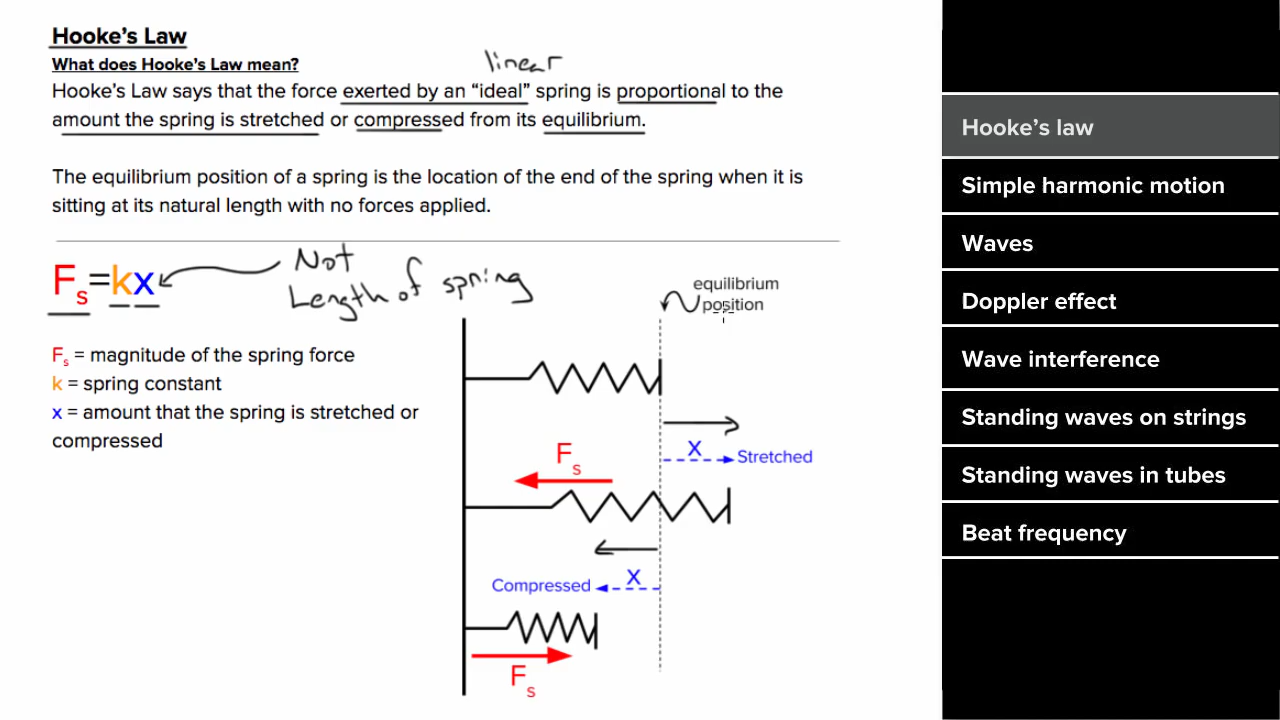 Hooke's Law
What does Hooke's Law mean?
linear
Hooke's Law says that the force exerted by an “ideal” spring is proportional to the
amount the spring is stretched or compressed from its equilibrium.
The equilibrium position of a spring is the location of the end of the spring when it is
sitting at its natural length with no forces applied.
Fs=kx
Not
Length of spring
Fs = magnitude of the spring force
k = spring constant
x = amount that the spring is stretched or
compressed
equilibrium
position
x
Stretched
Fs
x
Compressed
Fs
Hooke's law
Simple harmonic motion
Waves
Doppler effect
Wave interference
Standing waves on strings
Standing waves in tubes
Beat frequency